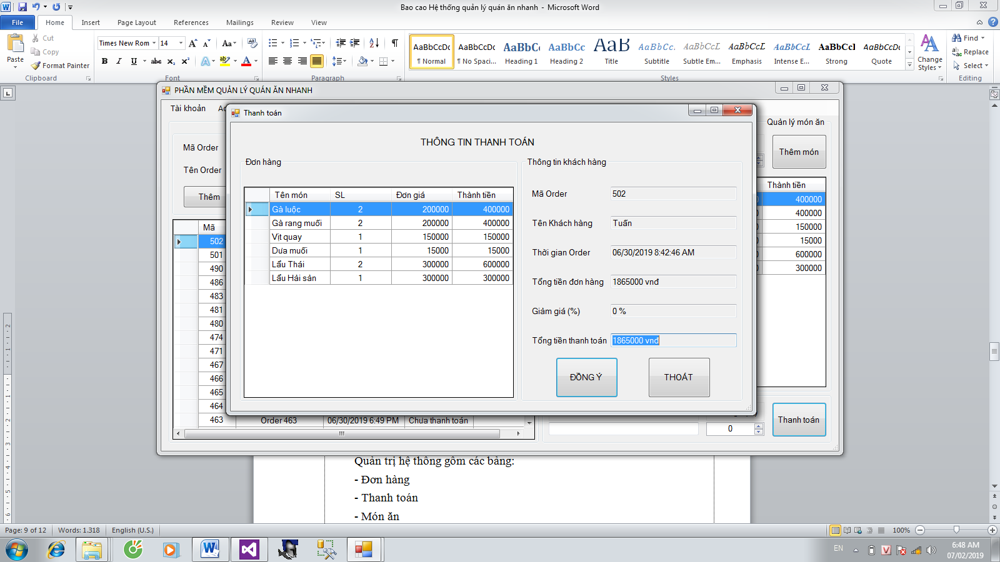 Bao cao Hệ thống quản lý quán ăn nhanh - Microsoft Word
File Home Insert Page Layout References Mailings Review View
Paste
Cut
Copy
Format Painter
Clipboard
Times New Rom 14
Font
Paragraph
AaBbCcDc AaBbCcDc AaBbCc AaBbCc AaB AaBbCc. AaBbCcL AaBbCcL AaBbCcL AaBbCcI AaBbCcDc
¶ Normal ¶ No Spaci... Heading 1 Heading 2 Title Subtitle Subtle Em... Emphasis Intense E... Strong Quote
Styles
Change Styles
Find
Replace
Select
Editing
PHẦN MỀM QUẢN LÝ QUÁN ĂN NHANH
Tài khoản
Mã Order
Tên Order
Thêm
Mã
502
501
490
486
483
481
480
474
471
467
466
465
464
463 Order 463 06/30/2019 6:49 PM Chưa thanh toán
Quản lý món ăn
Thêm món
Thành tiền
400000
400000
150000
15000
600000
300000
0
Thanh toán
Thanh toán
THÔNG TIN THANH TOÁN
Đơn hàng
Tên món SL Đơn giá Thành tiền
Gà luộc 2 200000 400000
Gà rang muối 2 200000 400000
Vịt quay 1 150000 150000
Dưa muối 1 15000 15000
Lẩu Thái 2 300000 600000
Lẩu Hải sản 1 300000 300000
Thông tin khách hàng
Mã Order 502
Tên Khách hàng Tuấn
Thời gian Order 06/30/2019 8:42:46 AM
Tổng tiền đơn hàng 1865000 vnđ
Giảm giá (%) 0 %
Tổng tiền thanh toán 1865000 vnđ
ĐỒNG Ý THOÁT
Quản trị hệ thông gồm các bảng:
- Đơn hàng
- Thanh toán
- Món ăn
Page: 9 of 12 Words: 1.318 English (U.S.) 100%
EN 6:48 AM
07/02/2019